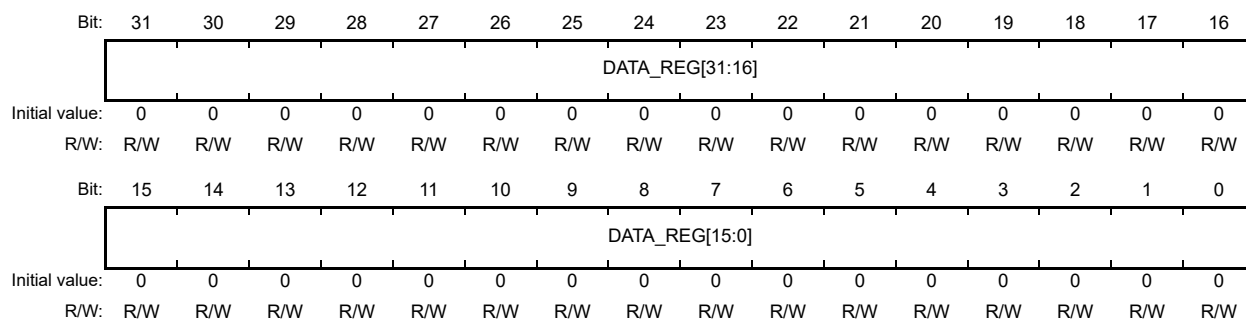 Bit: 31 30 29 28 27 26 25 24 23 22 21 20 19 18 17 16
DATA_REG[31:16]
Initial value: 0 0 0 0 0 0 0 0 0 0 0 0 0 0 0 0
R/W: R/W R/W R/W R/W R/W R/W R/W R/W R/W R/W R/W R/W R/W R/W R/W R/W
Bit: 15 14 13 12 11 10 9 8 7 6 5 4 3 2 1 0
DATA_REG[15:0]
Initial value: 0 0 0 0 0 0 0 0 0 0 0 0 0 0 0 0
R/W: R/W R/W R/W R/W R/W R/W R/W R/W R/W R/W R/W R/W R/W R/W R/W R/W